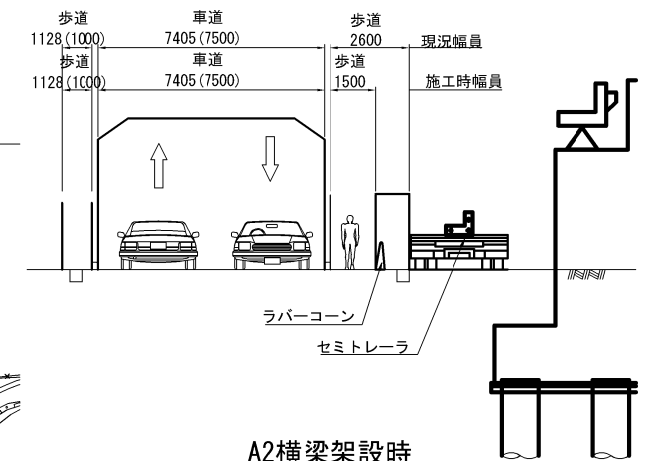 歩道 車道 歩道
1128(1000) 7405(7500) 2600 現況幅員
歩道 車道 歩道
1128(1000) 7405(7500) 1500 施工時幅員
ラバーコーン
セミトレーラ
A2横梁架設時